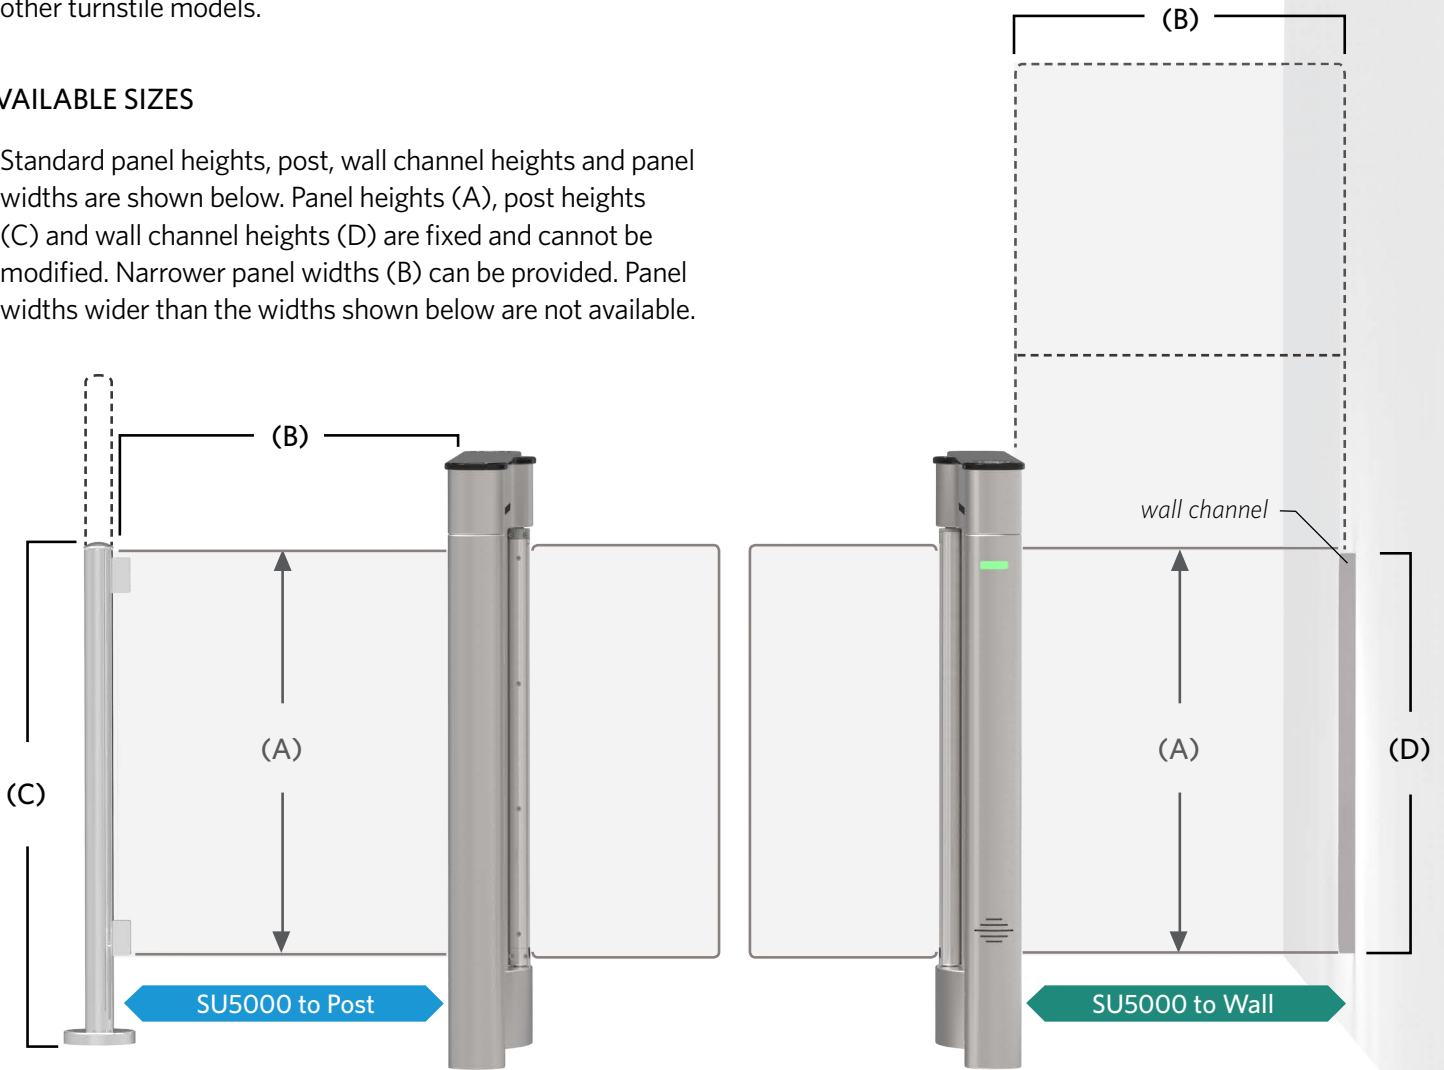 other turnstile models.
VAILABLE SIZES
Standard panel heights, post, wall channel heights and panel
widths are shown below. Panel heights (A), post heights
(C) and wall channel heights (D) are fixed and cannot be
modified. Narrower panel widths (B) can be provided. Panel
widths wider than the widths shown below are not available.
(B)
(B)
wall channel
(A)
(A)
(D)
(C)
SU5000 to Post
SU5000 to Wall